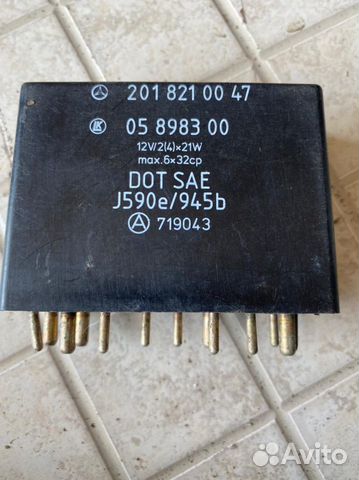 201 821 00 47
05 8983 00
12V/2(4)×21W
max.6×32cp
DOT SAE
J590e/945b
A 719043
Avito